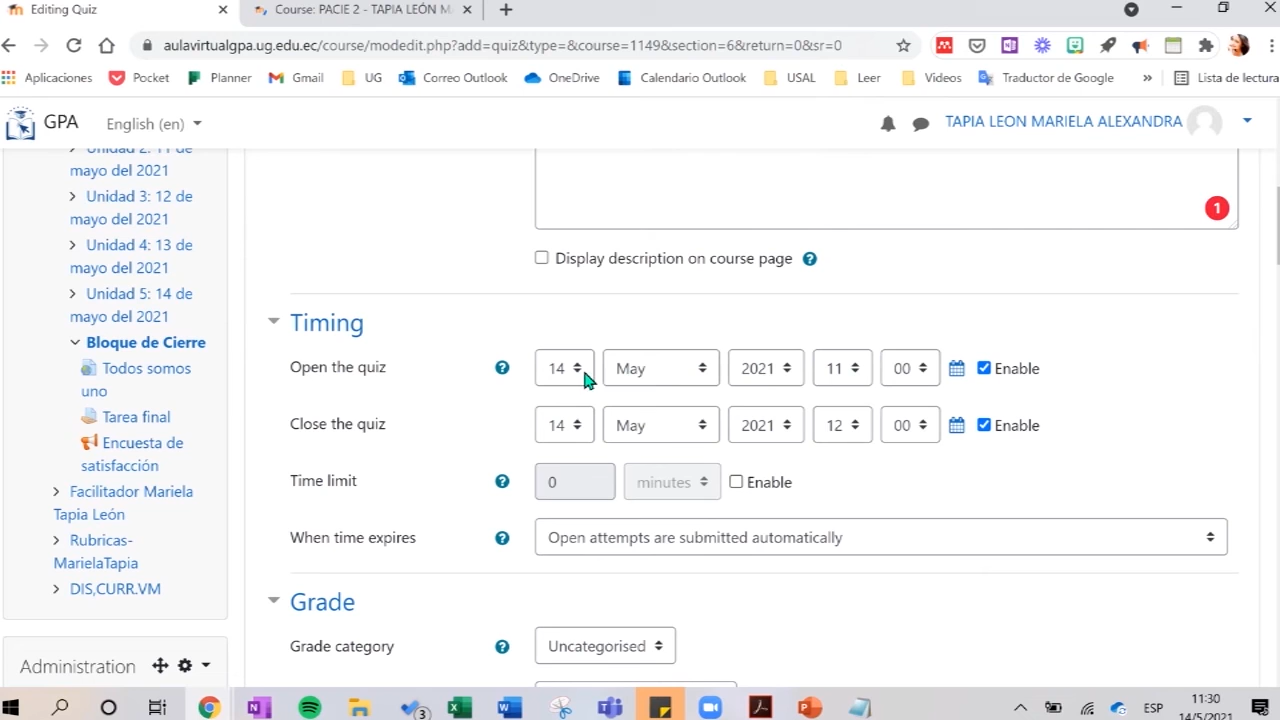 Editing Quiz
Course: PACIE 2 - TAPIA LEÓN M
aulavirtualgpa.ug.edu.ec/course/modedit.php?add=quiz&type=&course=1149&section=6&return=0&sr=0
Aplicaciones Pocket Planner Gmail UG Correo Outlook OneDrive Calendario Outlook USAL Leer Videos Traductor de Google » Lista de lectura
GPA English (en) TAPIA LEON MARIELA ALEXANDRA
Unidad 2: 11 de
mayo del 2021
Unidad 3: 12 de
mayo del 2021
Unidad 4: 13 de
mayo del 2021
Unidad 5: 14 de
mayo del 2021
Bloque de Cierre
Todos somos
uno
Tarea final
Encuesta de
satisfacción
Facilitador Mariela
Tapia León
Rubricas-
MarielaTapia
DIS,CURR.VM
Administration
1
Display description on course page ?
Timing
Open the quiz ? 14 May 2021 11 00 Enable
Close the quiz 14 May 2021 12 00 Enable
Time limit ? 0 minutes Enable
When time expires ? Open attempts are submitted automatically
Grade
Grade category ? Uncategorised
3
ESP
11:30
14/5/2021